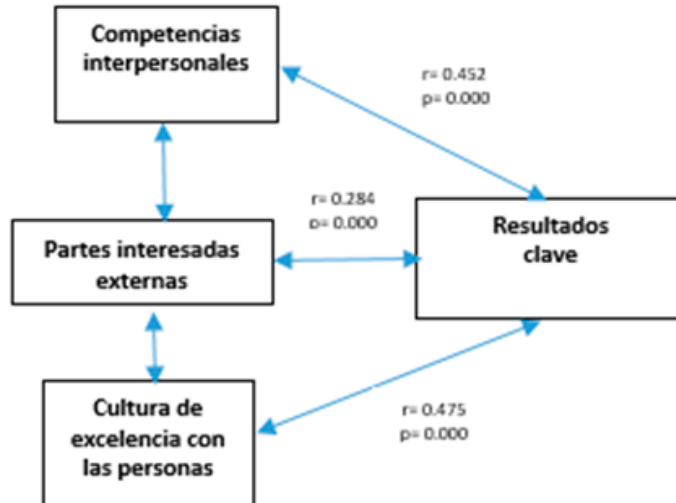 Competencias
interpersonales
r= 0.452
p= 0.000
r= 0.284
p= 0.000
Partes interesadas
externas
Resultados
clave
Cultura de
excelencia con
las personas
r= 0.475
p= 0.000